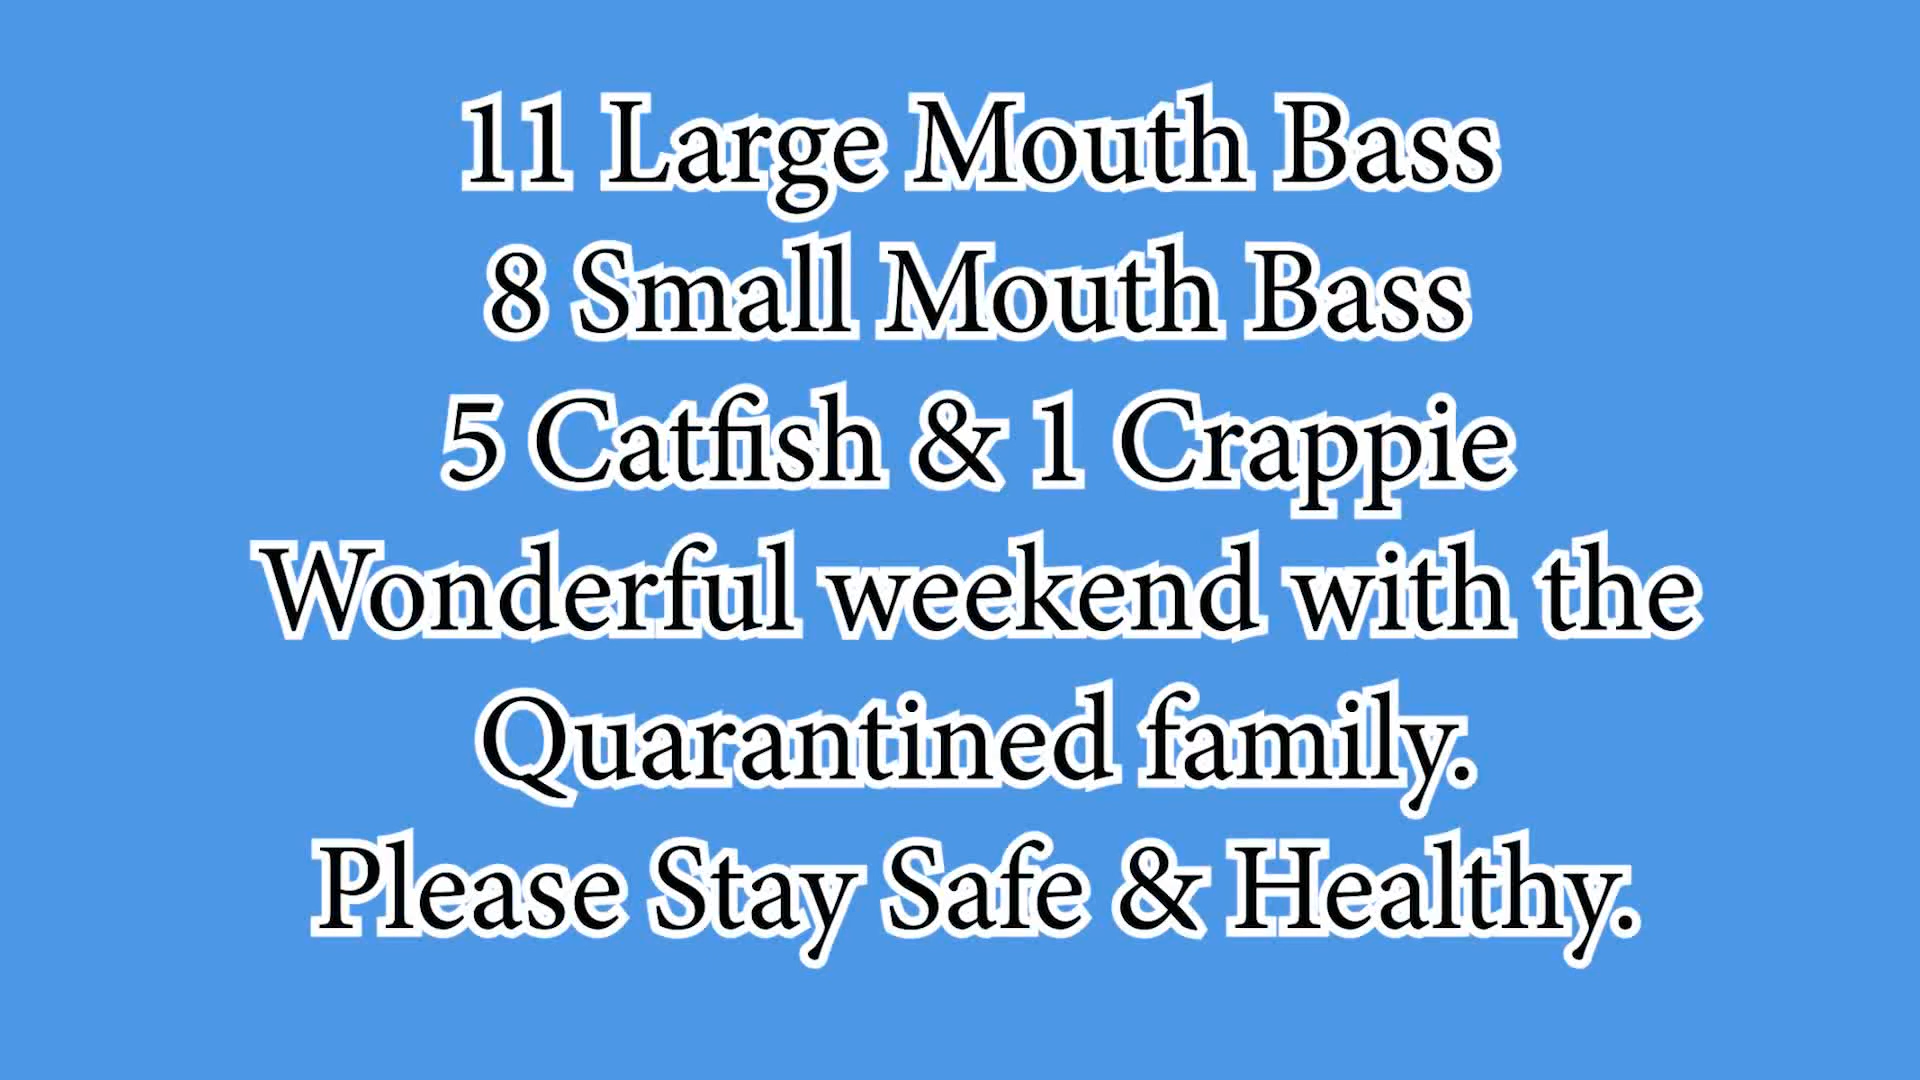 11 Large Mouth Bass
8 Small Mouth Bass
5 Catfish & 1 Crappie
Wonderful weekend with the
Quarantined family.
Please Stay Safe & Healthy.